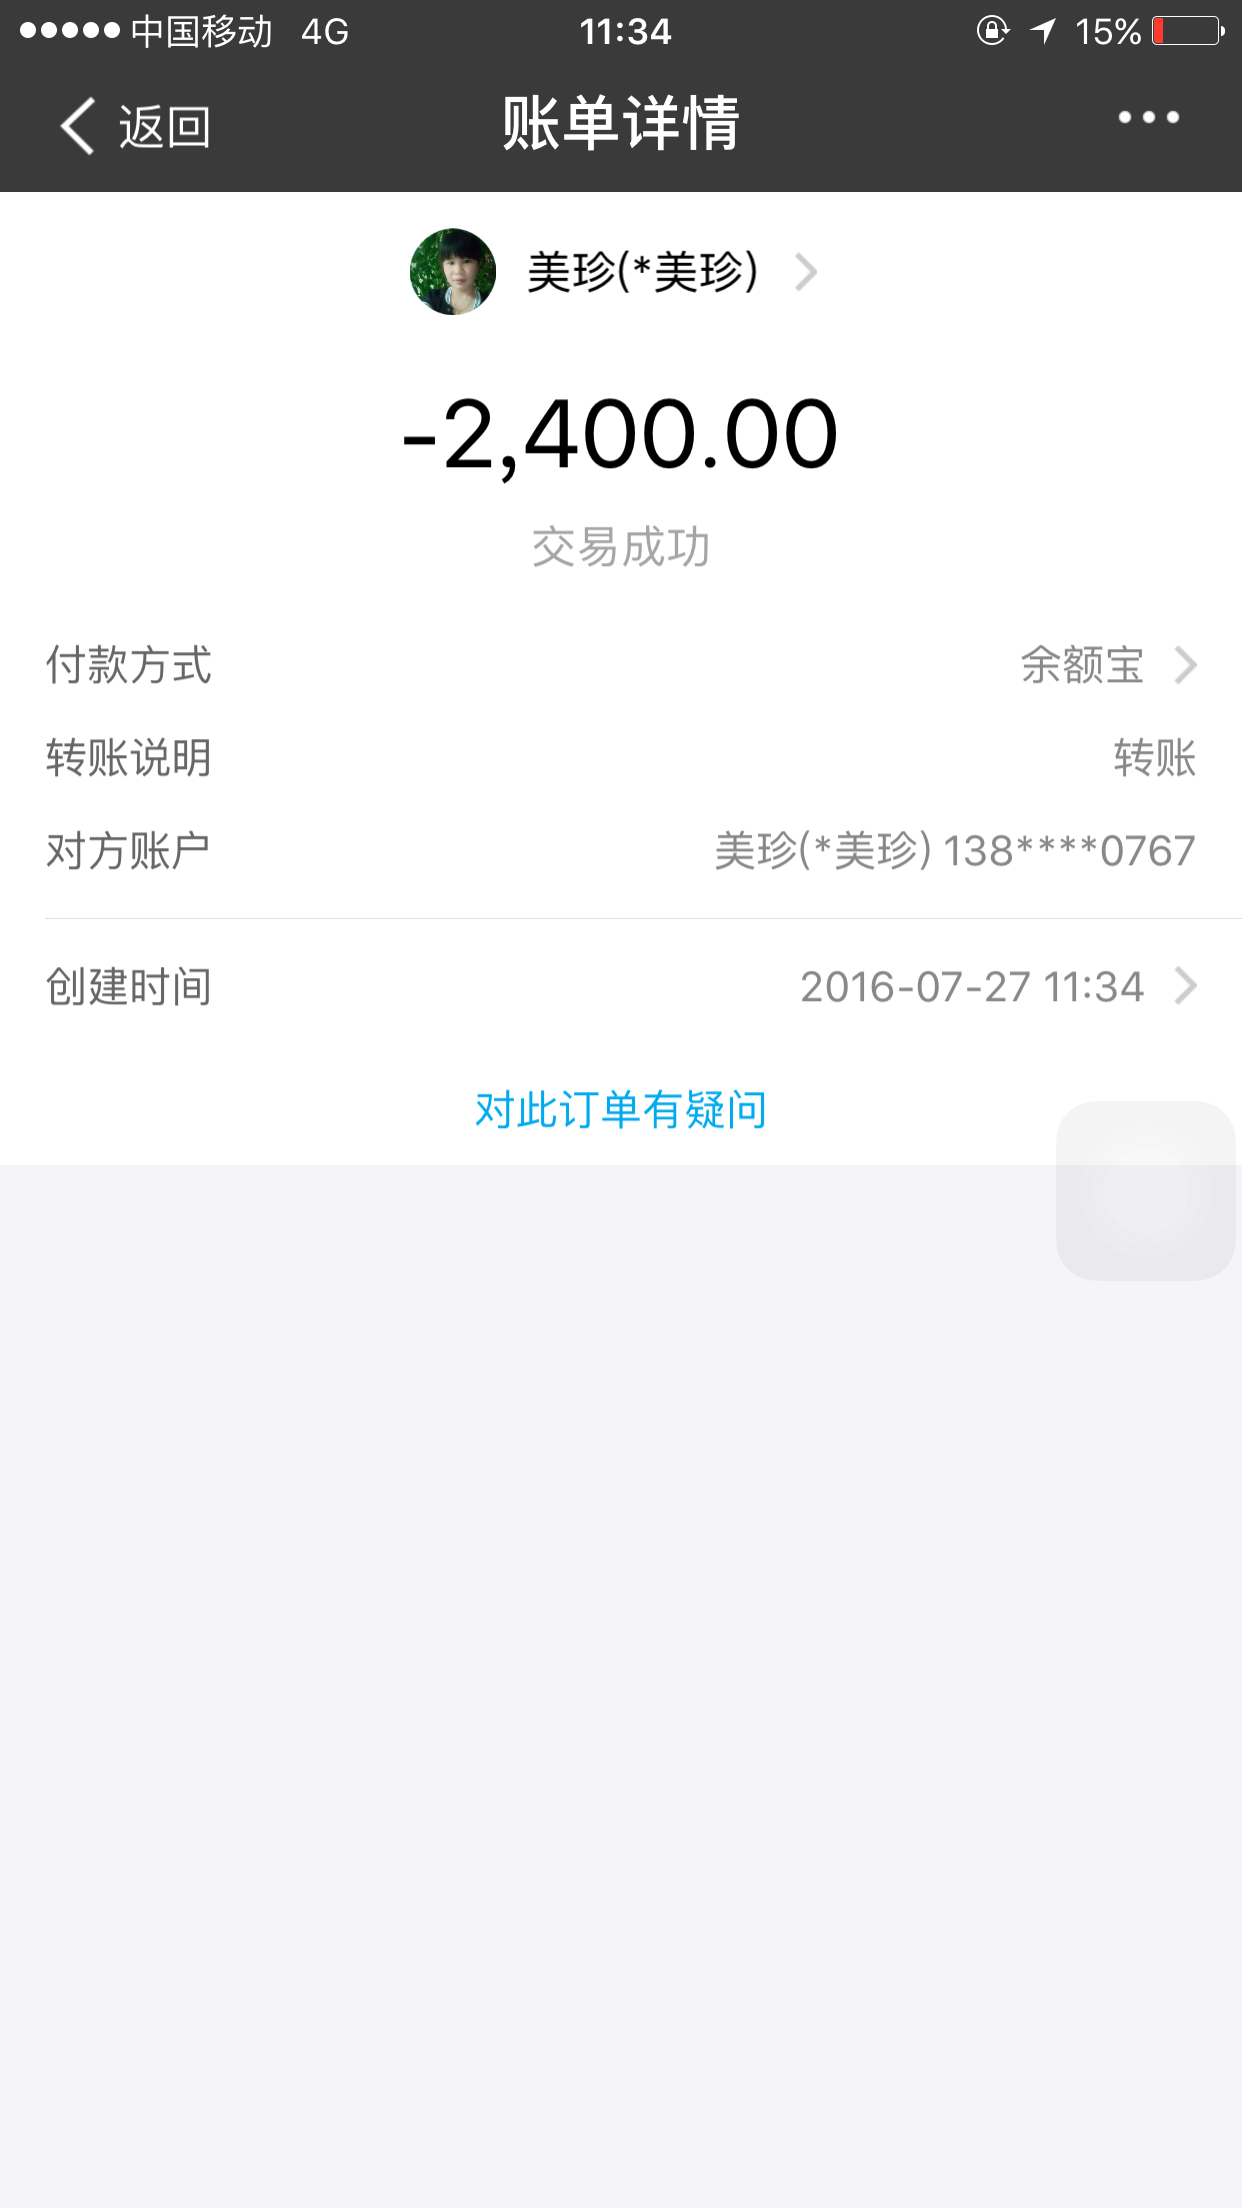 中国移动 4G 11:34 15%
返回 账单详情
美珍(*美珍)
-2,400.00
交易成功
付款方式 余额宝
转账说明 转账
对方账户 美珍(*美珍) 138****0767
创建时间 2016-07-27 11:34
对此订单有疑问